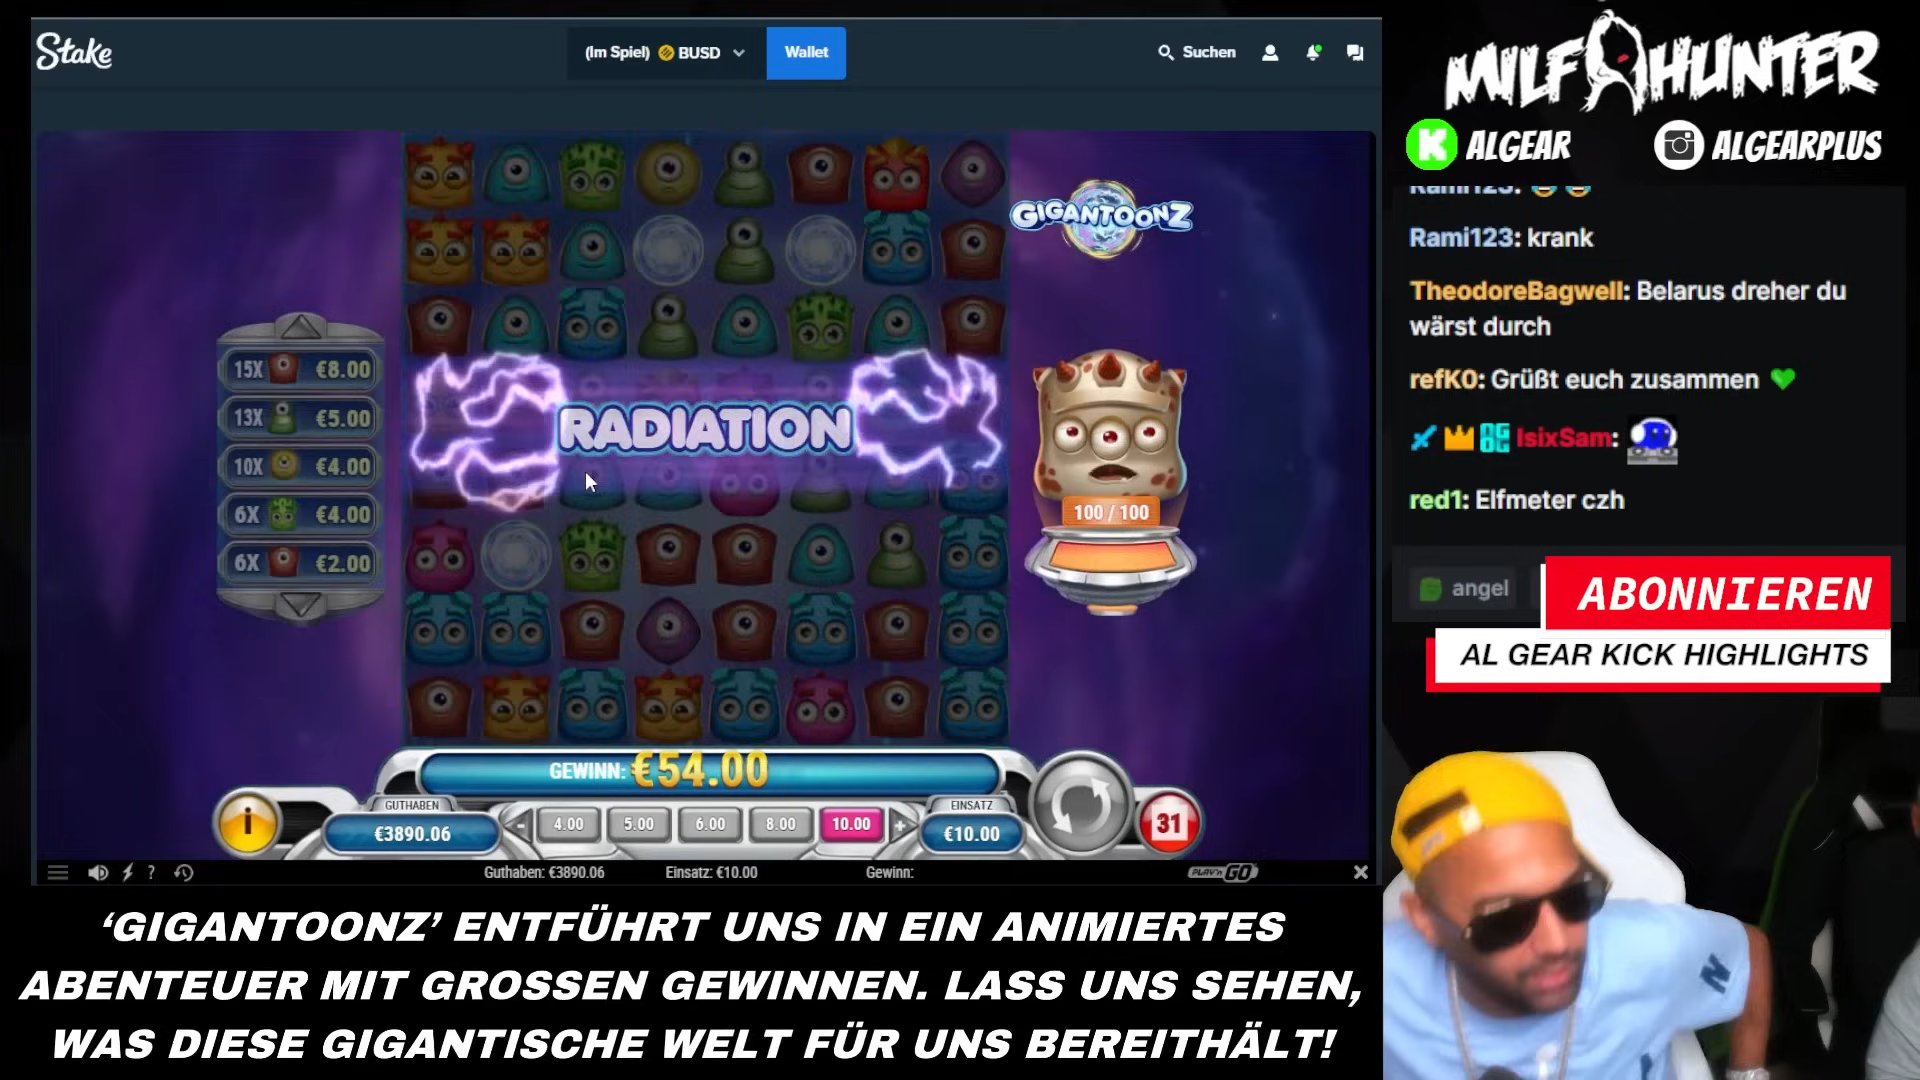 Stake
(Im Spiel) BUSD
Wallet
Suchen
MILF HUNTER
K ALGEAR
ALGEARPLUS
Rami123:
Rami123: krank
TheodoreBagwell: Belarus dreher du
wärst durch
refK0: Grüßt euch zusammen
IsixSam:
red1: Elfmeter czh
angel
ABONNIEREN
AL GEAR KICK HIGHLIGHTS
GIGANTOONZ
15X €8.00
13X €5.00
10X €4.00
6X €4.00
6X €2.00
RADIATION
100 / 100
GEWINN: €54.00
GUTHABEN
€3890.06
- 4.00 5.00 6.00 8.00 10.00 +
EINSATZ
€10.00
31
i
?
Guthaben: €3890.06
Einsatz: €10.00
Gewinn:
PLAY'n GO
‘GIGANTOONZ’ ENTFÜHRT UNS IN EIN ANIMIERTES
ABENTEUER MIT GROSSEN GEWINNEN. LASS UNS SEHEN,
WAS DIESE GIGANTISCHE WELT FÜR UNS BEREITHÄLT!
N